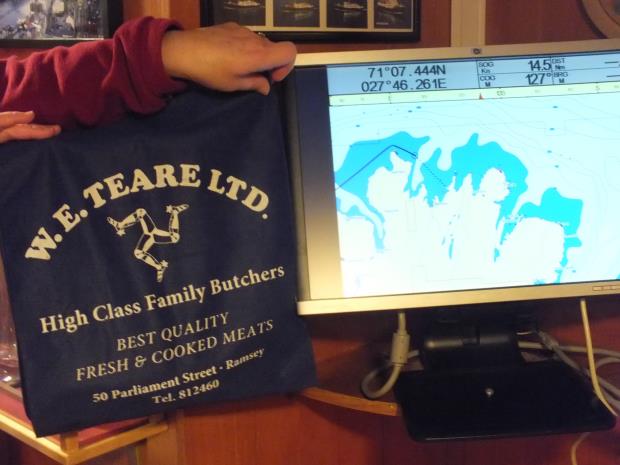 W.E. TEARE LTD.
High Class Family Butchers
BEST QUALITY
FRESH & COOKED MEATS
50 Parliament Street · Ramsey
Tel. 812460
71°07.444N
027°46.261E
SOG Kn 14.5
COG M 127°
DST Nm
BRG M